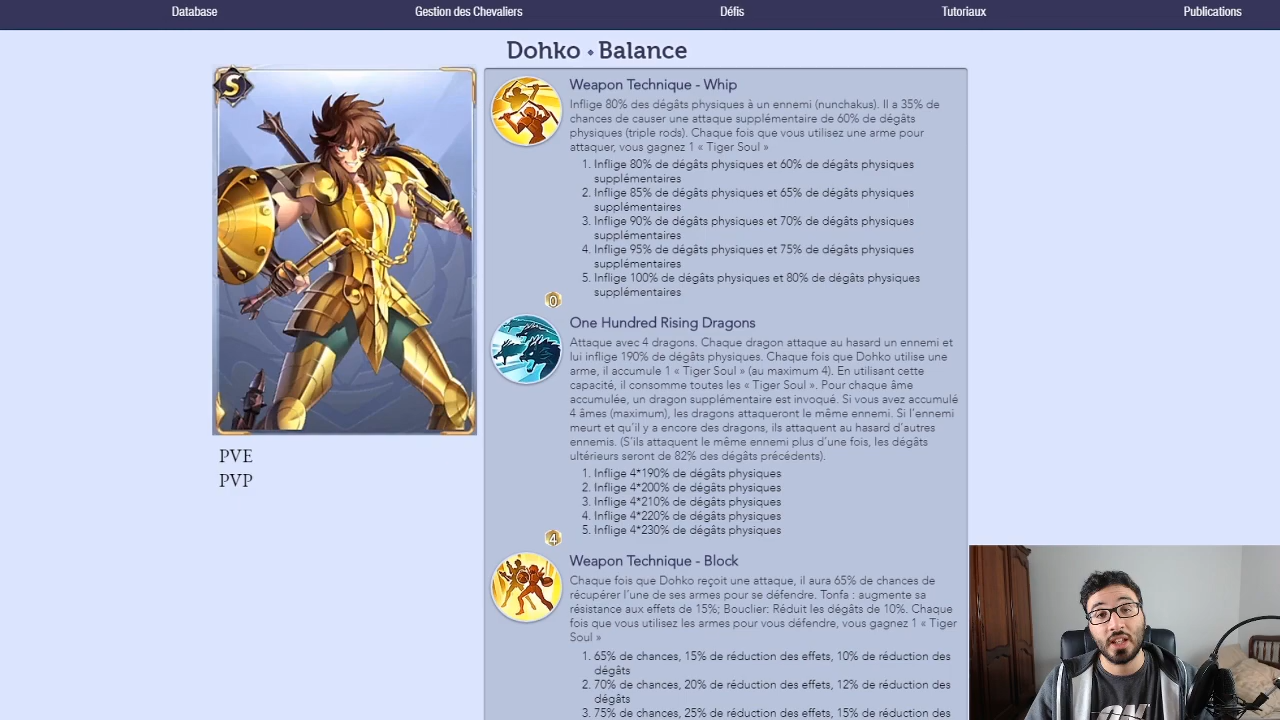 Database
Gestion des Chevaliers
Défis
Tutoriaux
Publications
Dohko • Balance
S
PVE
PVP
Weapon Technique - Whip
Inflige 80% des dégâts physiques à un ennemi (nunchakus). Il a 35% de
chances de causer une attaque supplémentaire de 60% de dégâts
physiques (triple rods). Chaque fois que vous utilisez une arme pour
attaquer, vous gagnez 1 « Tiger Soul »
1. Inflige 80% de dégâts physiques et 60% de dégâts physiques
supplémentaires
2. Inflige 85% de dégâts physiques et 65% de dégâts physiques
supplémentaires
3. Inflige 90% de dégâts physiques et 70% de dégâts physiques
supplémentaires
4. Inflige 95% de dégâts physiques et 75% de dégâts physiques
supplémentaires
5. Inflige 100% de dégâts physiques et 80% de dégâts physiques
supplémentaires
0
One Hundred Rising Dragons
Attaque avec 4 dragons. Chaque dragon attaque au hasard un ennemi et
lui inflige 190% de dégâts physiques. Chaque fois que Dohko utilise une
arme, il accumule 1 « Tiger Soul » (au maximum 4). En utilisant cette
capacité, il consomme toutes les « Tiger Soul ». Pour chaque âme
accumulée, un dragon supplémentaire est invoqué. Si vous avez accumulé
4 âmes (maximum), les dragons attaqueront le même ennemi. Si l'ennemi
meurt et qu'il y a encore des dragons, ils attaquent au hasard d'autres
ennemis. (S'ils attaquent le même ennemi plus d'une fois, les dégâts
ultérieurs seront de 82% des dégâts précédents).
1. Inflige 4*190% de dégâts physiques
2. Inflige 4*200% de dégâts physiques
3. Inflige 4*210% de dégâts physiques
4. Inflige 4*220% de dégâts physiques
5. Inflige 4*230% de dégâts physiques
4
Weapon Technique - Block
Chaque fois que Dohko reçoit une attaque, il aura 65% de chances de
récupérer l'une de ses armes pour se défendre. Tonfa : augmente sa
résistance aux effets de 15%; Bouclier: Réduit les dégâts de 10%. Chaque
fois que vous utilisez les armes pour vous défendre, vous gagnez 1 « Tiger
Soul »
1. 65% de chances, 15% de réduction des effets, 10% de réduction des
dégâts
2. 70% de chances, 20% de réduction des effets, 12% de réduction des
dégâts
3. 75% de chances, 25% de réduction des effets, 15% de réduction des